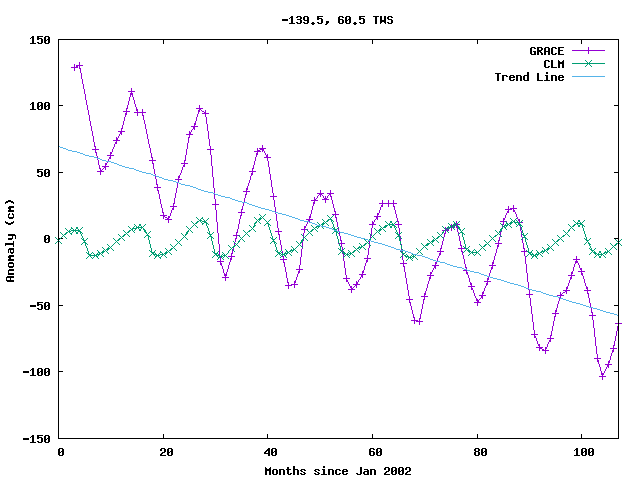 -139.5, 60.5 TWS
GRACE
CLM
Trend Line
150
100
50
0
-50
-100
-150
Anomaly (cm)
0 20 40 60 80 100
Months since Jan 2002